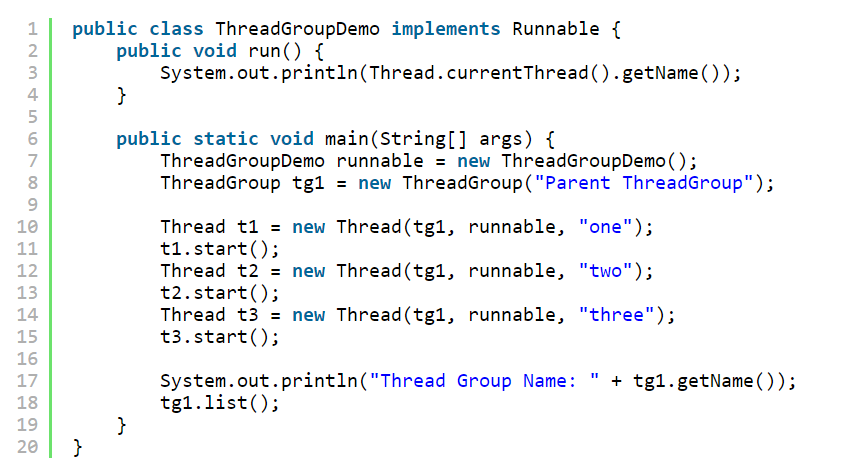 1 public class ThreadGroupDemo implements Runnable {
2 public void run() {
3 System.out.println(Thread.currentThread().getName());
4 }
5
6 public static void main(String[] args) {
7 ThreadGroupDemo runnable = new ThreadGroupDemo();
8 ThreadGroup tg1 = new ThreadGroup("Parent ThreadGroup");
9
10 Thread t1 = new Thread(tg1, runnable, "one");
11 t1.start();
12 Thread t2 = new Thread(tg1, runnable, "two");
13 t2.start();
14 Thread t3 = new Thread(tg1, runnable, "three");
15 t3.start();
16
17 System.out.println("Thread Group Name: " + tg1.getName());
18 tg1.list();
19 }
20 }